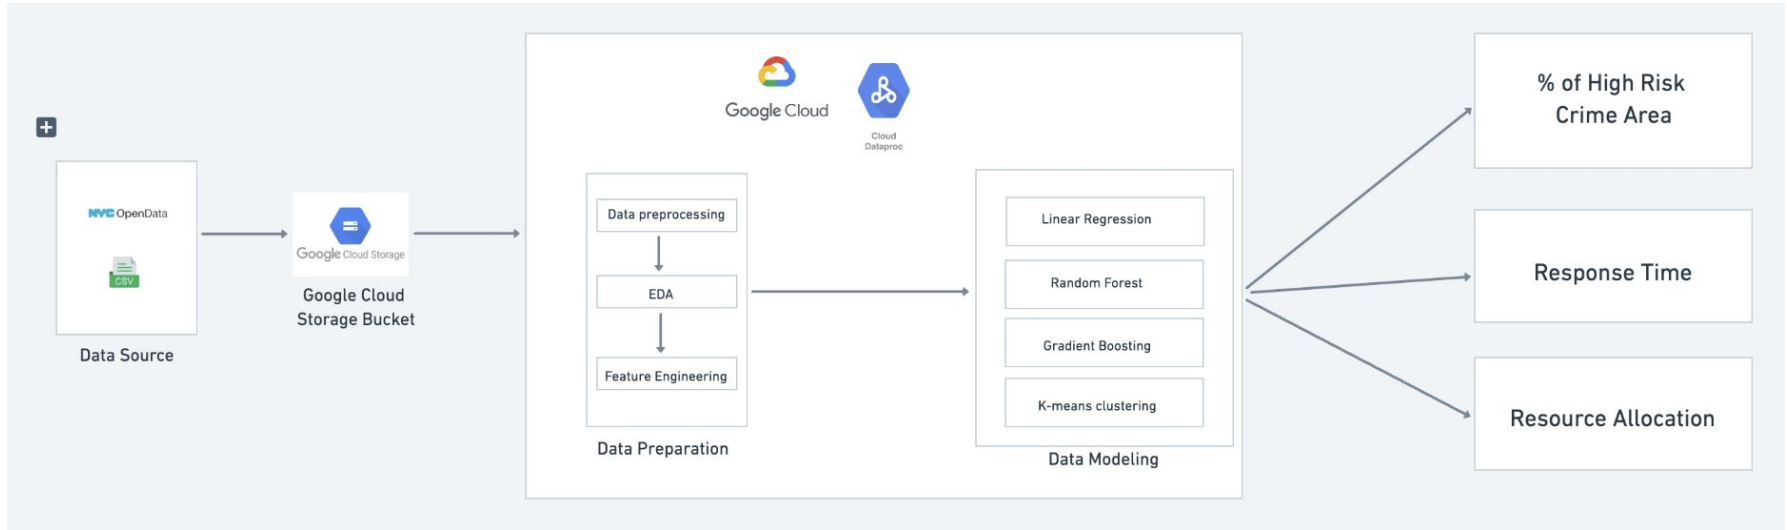 NYC OpenData
CSV
Data Source
Google Cloud Storage
Google Cloud
Storage Bucket
Google Cloud
Cloud
Dataproc
Data preprocessing
EDA
Feature Engineering
Data Preparation
Linear Regression
Random Forest
Gradient Boosting
K-means clustering
Data Modeling
% of High Risk
Crime Area
Response Time
Resource Allocation